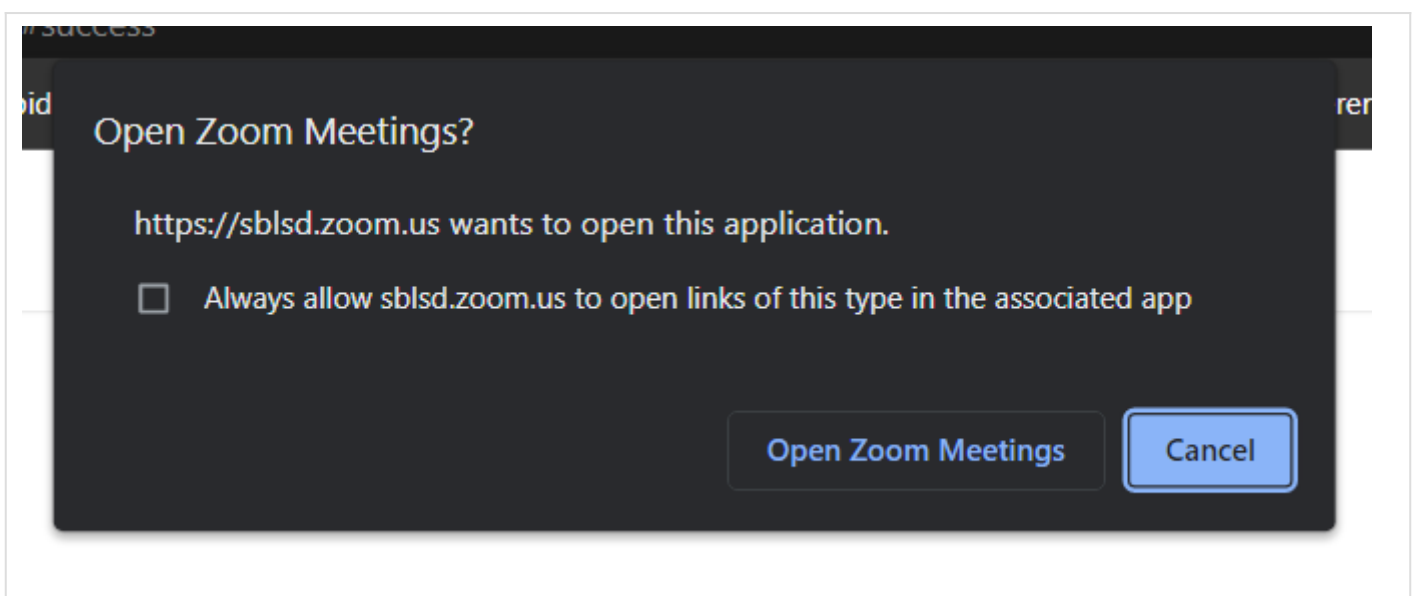 #success
Open Zoom Meetings?
https://sblsd.zoom.us wants to open this application.
Always allow sblsd.zoom.us to open links of this type in the associated app
Open Zoom Meetings
Cancel